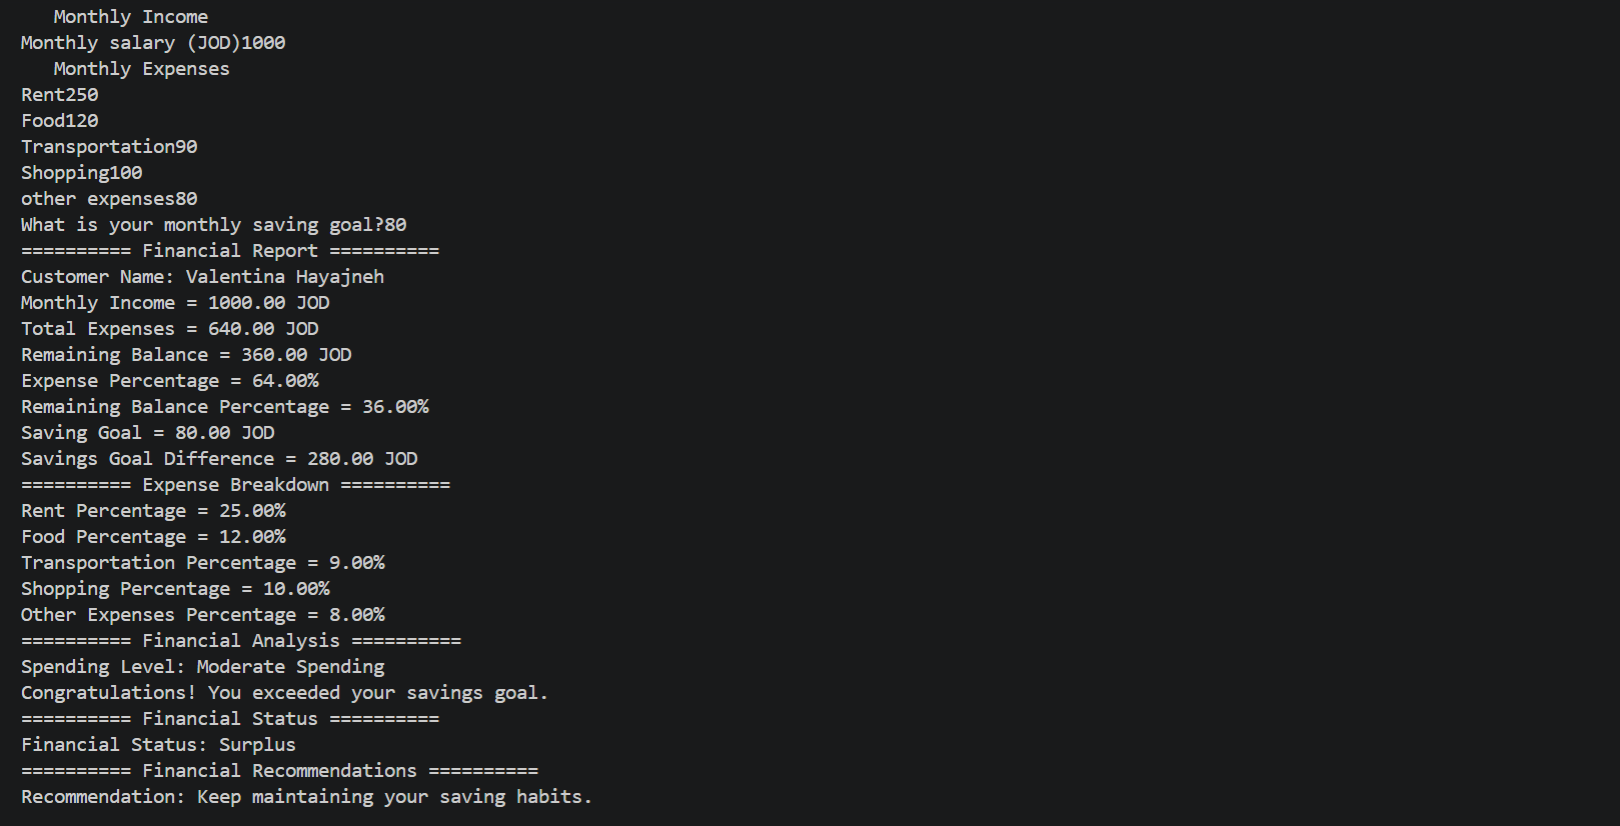 Monthly Income
Monthly salary (JOD)1000
Monthly Expenses
Rent250
Food120
Transportation90
Shopping100
other expenses80
What is your monthly saving goal?80
========== Financial Report ==========
Customer Name: Valentina Hayajneh
Monthly Income = 1000.00 JOD
Total Expenses = 640.00 JOD
Remaining Balance = 360.00 JOD
Expense Percentage = 64.00%
Remaining Balance Percentage = 36.00%
Saving Goal = 80.00 JOD
Savings Goal Difference = 280.00 JOD
========== Expense Breakdown ==========
Rent Percentage = 25.00%
Food Percentage = 12.00%
Transportation Percentage = 9.00%
Shopping Percentage = 10.00%
Other Expenses Percentage = 8.00%
========== Financial Analysis ==========
Spending Level: Moderate Spending
Congratulations! You exceeded your savings goal.
========== Financial Status ==========
Financial Status: Surplus
========== Financial Recommendations ==========
Recommendation: Keep maintaining your saving habits.